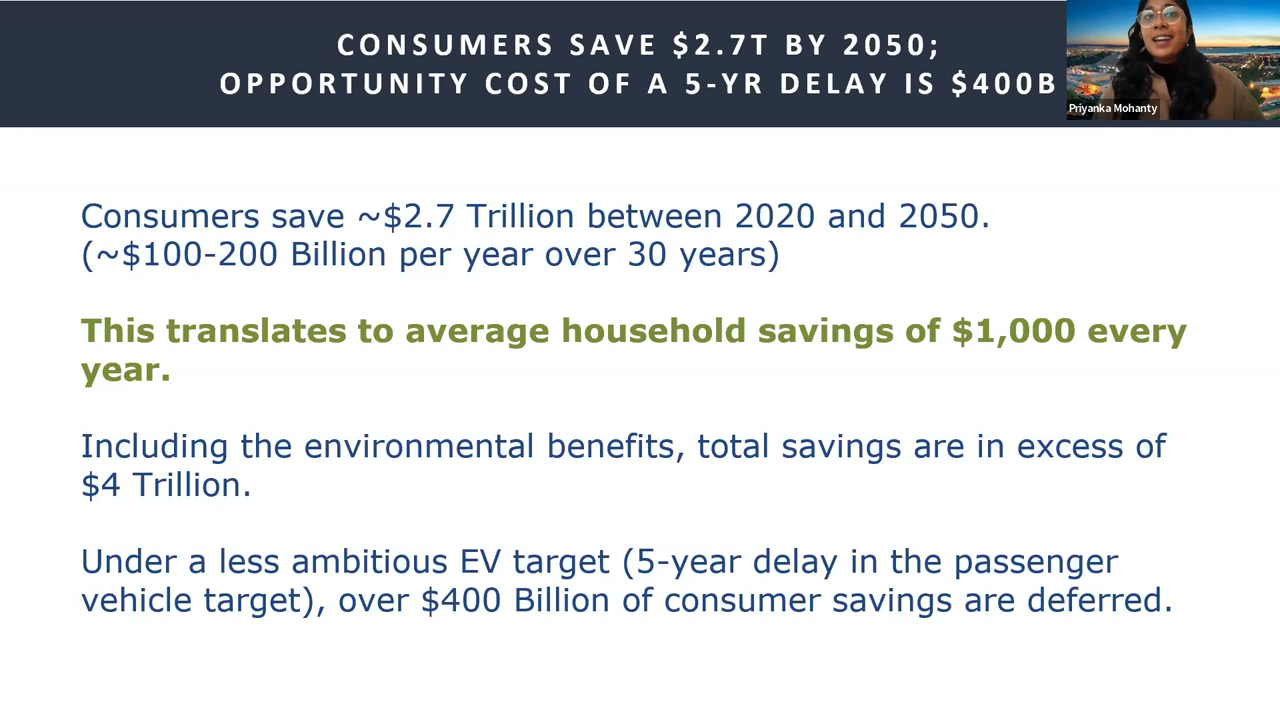 CONSUMERS SAVE $2.7T BY 2050;
OPPORTUNITY COST OF A 5-YR DELAY IS $400B
Priyanka Mohanty
Consumers save ~$2.7 Trillion between 2020 and 2050.
(~$100-200 Billion per year over 30 years)
This translates to average household savings of $1,000 every
year.
Including the environmental benefits, total savings are in excess of
$4 Trillion.
Under a less ambitious EV target (5-year delay in the passenger
vehicle target), over $400 Billion of consumer savings are deferred.